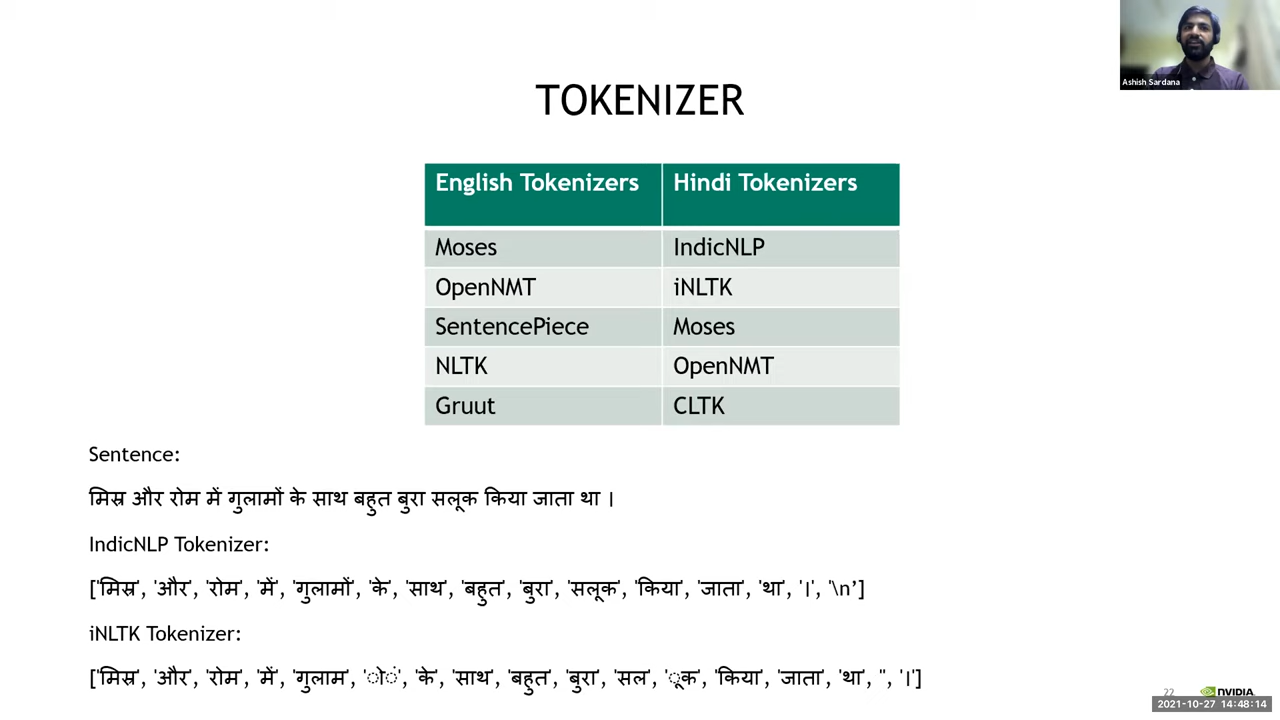 Ashish Sardana
TOKENIZER
English Tokenizers Hindi Tokenizers
Moses IndicNLP
OpenNMT iNLTK
SentencePiece Moses
NLTK OpenNMT
Gruut CLTK
Sentence:
मिस्र और रोम में गुलामों के साथ बहुत बुरा सलूक किया जाता था ।
IndicNLP Tokenizer:
['मिस्र', 'और', 'रोम', 'में', 'गुलामों', 'के', 'साथ', 'बहुत', 'बुरा', 'सलूक', 'किया', 'जाता', 'था', '।', '\n’]
iNLTK Tokenizer:
['मिस्र', 'और', 'रोम', 'में', 'गुलाम', 'ों', 'के', 'साथ', 'बहुत', 'बुरा', 'सल', 'ूक', 'किया', 'जाता', 'था', '', '।']
22 NVIDIA.
2021-10-27 14:48:14